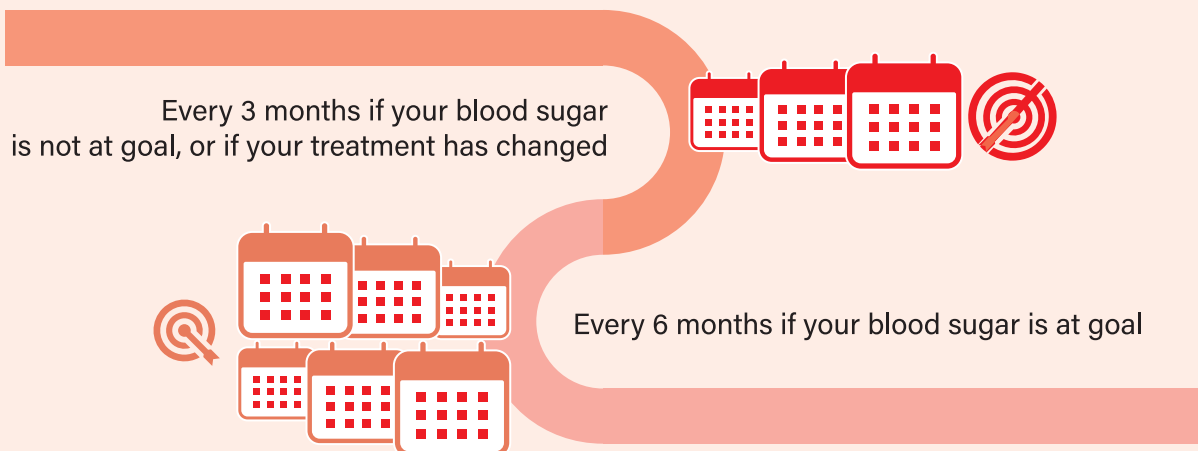 Every 3 months if your blood sugar
is not at goal, or if your treatment has changed
Every 6 months if your blood sugar is at goal